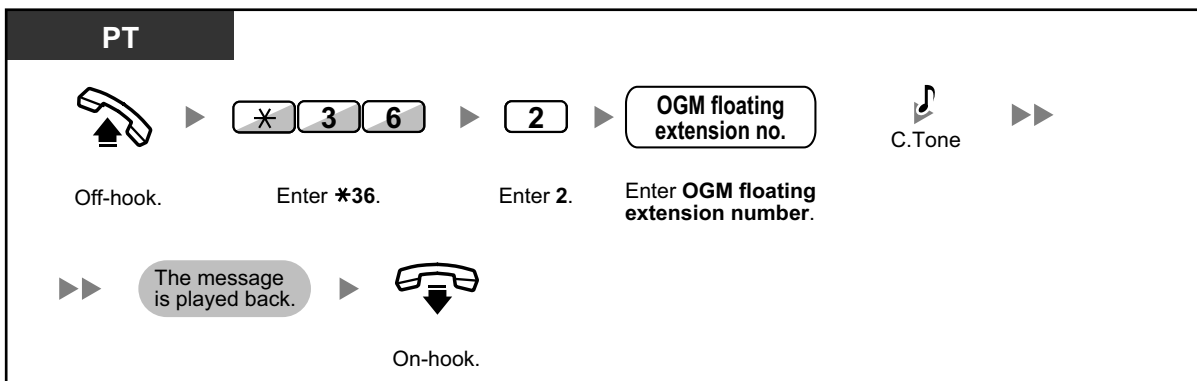 PT
✳ 3 6
2
OGM floating
extension no.
C.Tone
Off-hook.
Enter ✳36.
Enter 2.
Enter OGM floating
extension number.
The message
is played back.
On-hook.